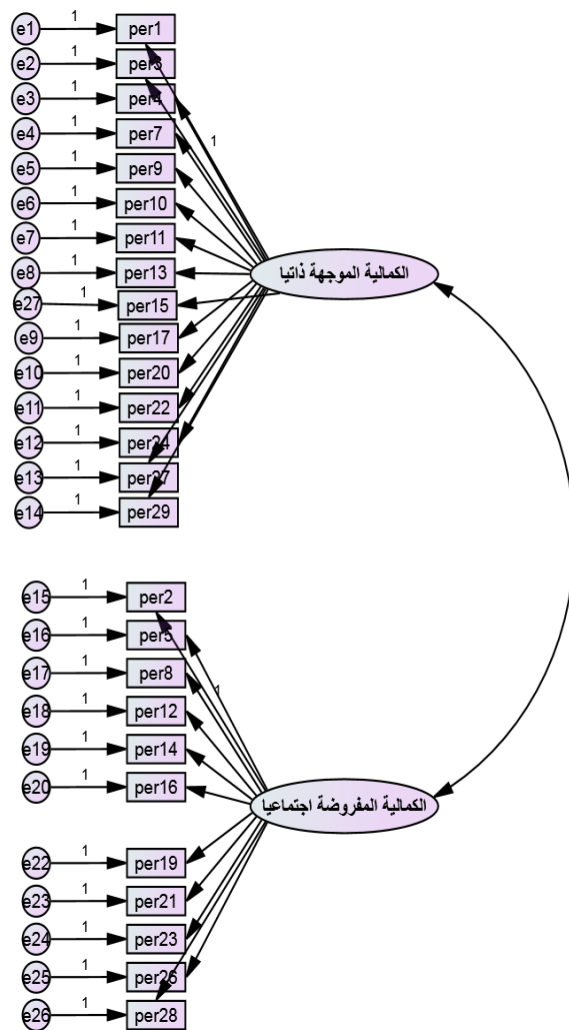 e1 1 per1
e2 1 per3
e3 1 per4 1
e4 1 per7
e5 1 per9
e6 1 per10
e7 1 per11
e8 1 per13 الكمالية الموجهة ذاتيا
e27 1 per15
e9 1 per17
e10 1 per20
e11 1 per22
e12 1 per24
e13 1 per27
e14 1 per29
e15 1 per2
e16 1 per5
e17 1 per8 1
e18 1 per12
e19 1 per14
e20 1 per16
الكمالية المفروضة اجتماعيا
e22 1 per19
e23 1 per21
e24 1 per23
e25 1 per26
e26 1 per28